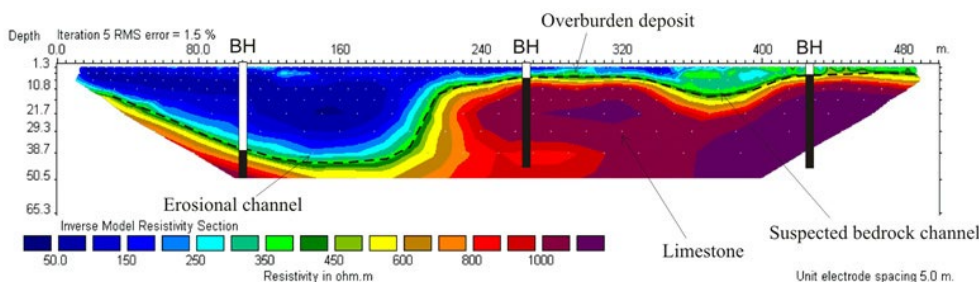 Overburden deposit
Depth Iteration 5 RMS error = 1.5 %
0.0 80.0 160 240 320 400 480 m.
BH BH BH
1.3
10.8
21.7
29.3
38.7
50.5
65.3
Erosional channel
Limestone
Suspected bedrock channel
Inverse Model Resistivity Section
50.0 150 250 350 450 600 800 1000
Resistivity in ohm.m
Unit electrode spacing 5.0 m.